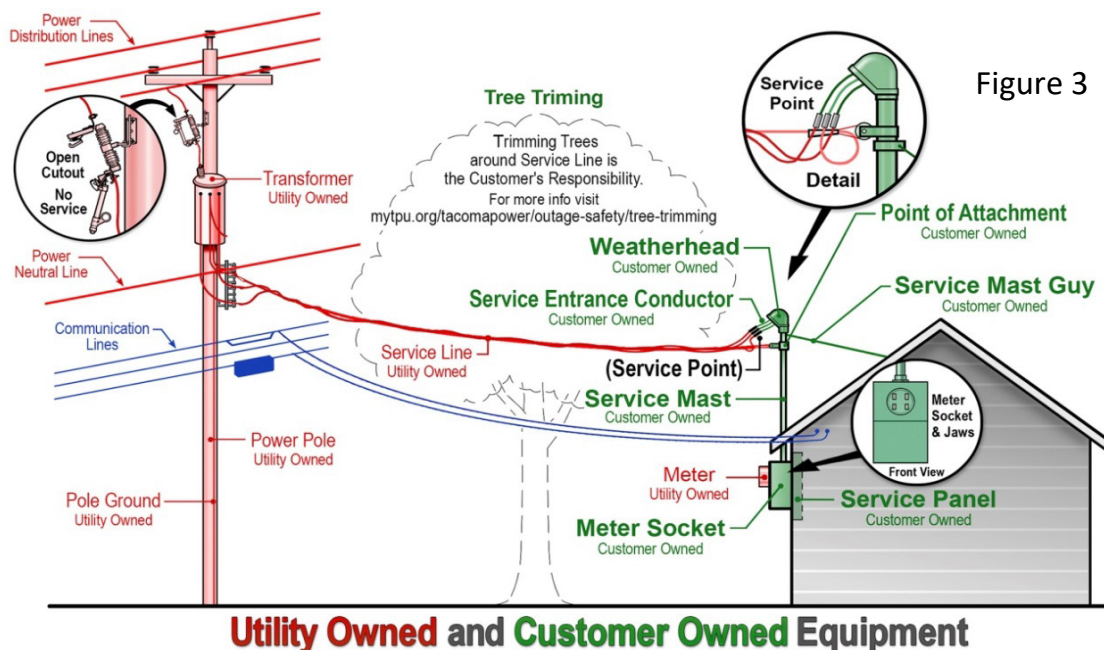 Power
Distribution Lines
Open
Cutout
No
Service
Transformer
Utility Owned
Power
Neutral Line
Communication
Lines
Service Line
Utility Owned
Power Pole
Utility Owned
Pole Ground
Utility Owned
Tree Triming
Trimming Trees
around Service Line is
the Customer's Responsibility.
For more info visit
mytpu.org/tacomapower/outage-safety/tree-trimming
Service
Point
Detail
Figure 3
Point of Attachment
Customer Owned
Weatherhead
Customer Owned
Service Entrance Conductor
Customer Owned
Service Mast Guy
Customer Owned
(Service Point)
Service Mast
Customer Owned
Meter
Socket
& Jaws
Front View
Meter
Utility Owned
Service Panel
Customer Owned
Meter Socket
Customer Owned
Utility Owned and Customer Owned Equipment